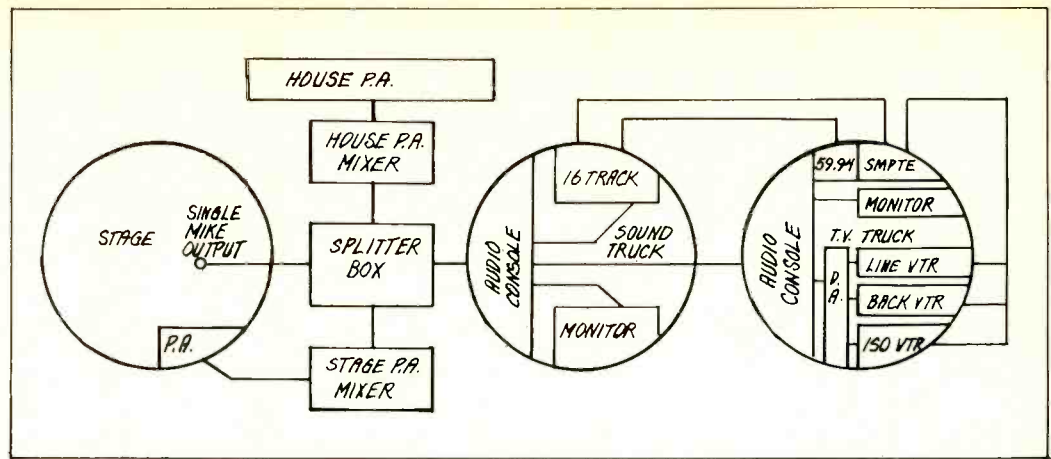 HOUSE P.A.
HOUSE P.A.
MIXER
STAGE
SINGLE
MIKE
OUTPUT
P.A.
SPLITTER
BOX
STAGE P.A.
MIXER
AUDIO
CONSOLE
16 TRACK
SOUND
TRUCK
MONITOR
AUDIO
CONSOLE
59.94
SMPTE
MONITOR
T.V. TRUCK
D.A.
LINE VTR
BACK VTR
ISO VTR